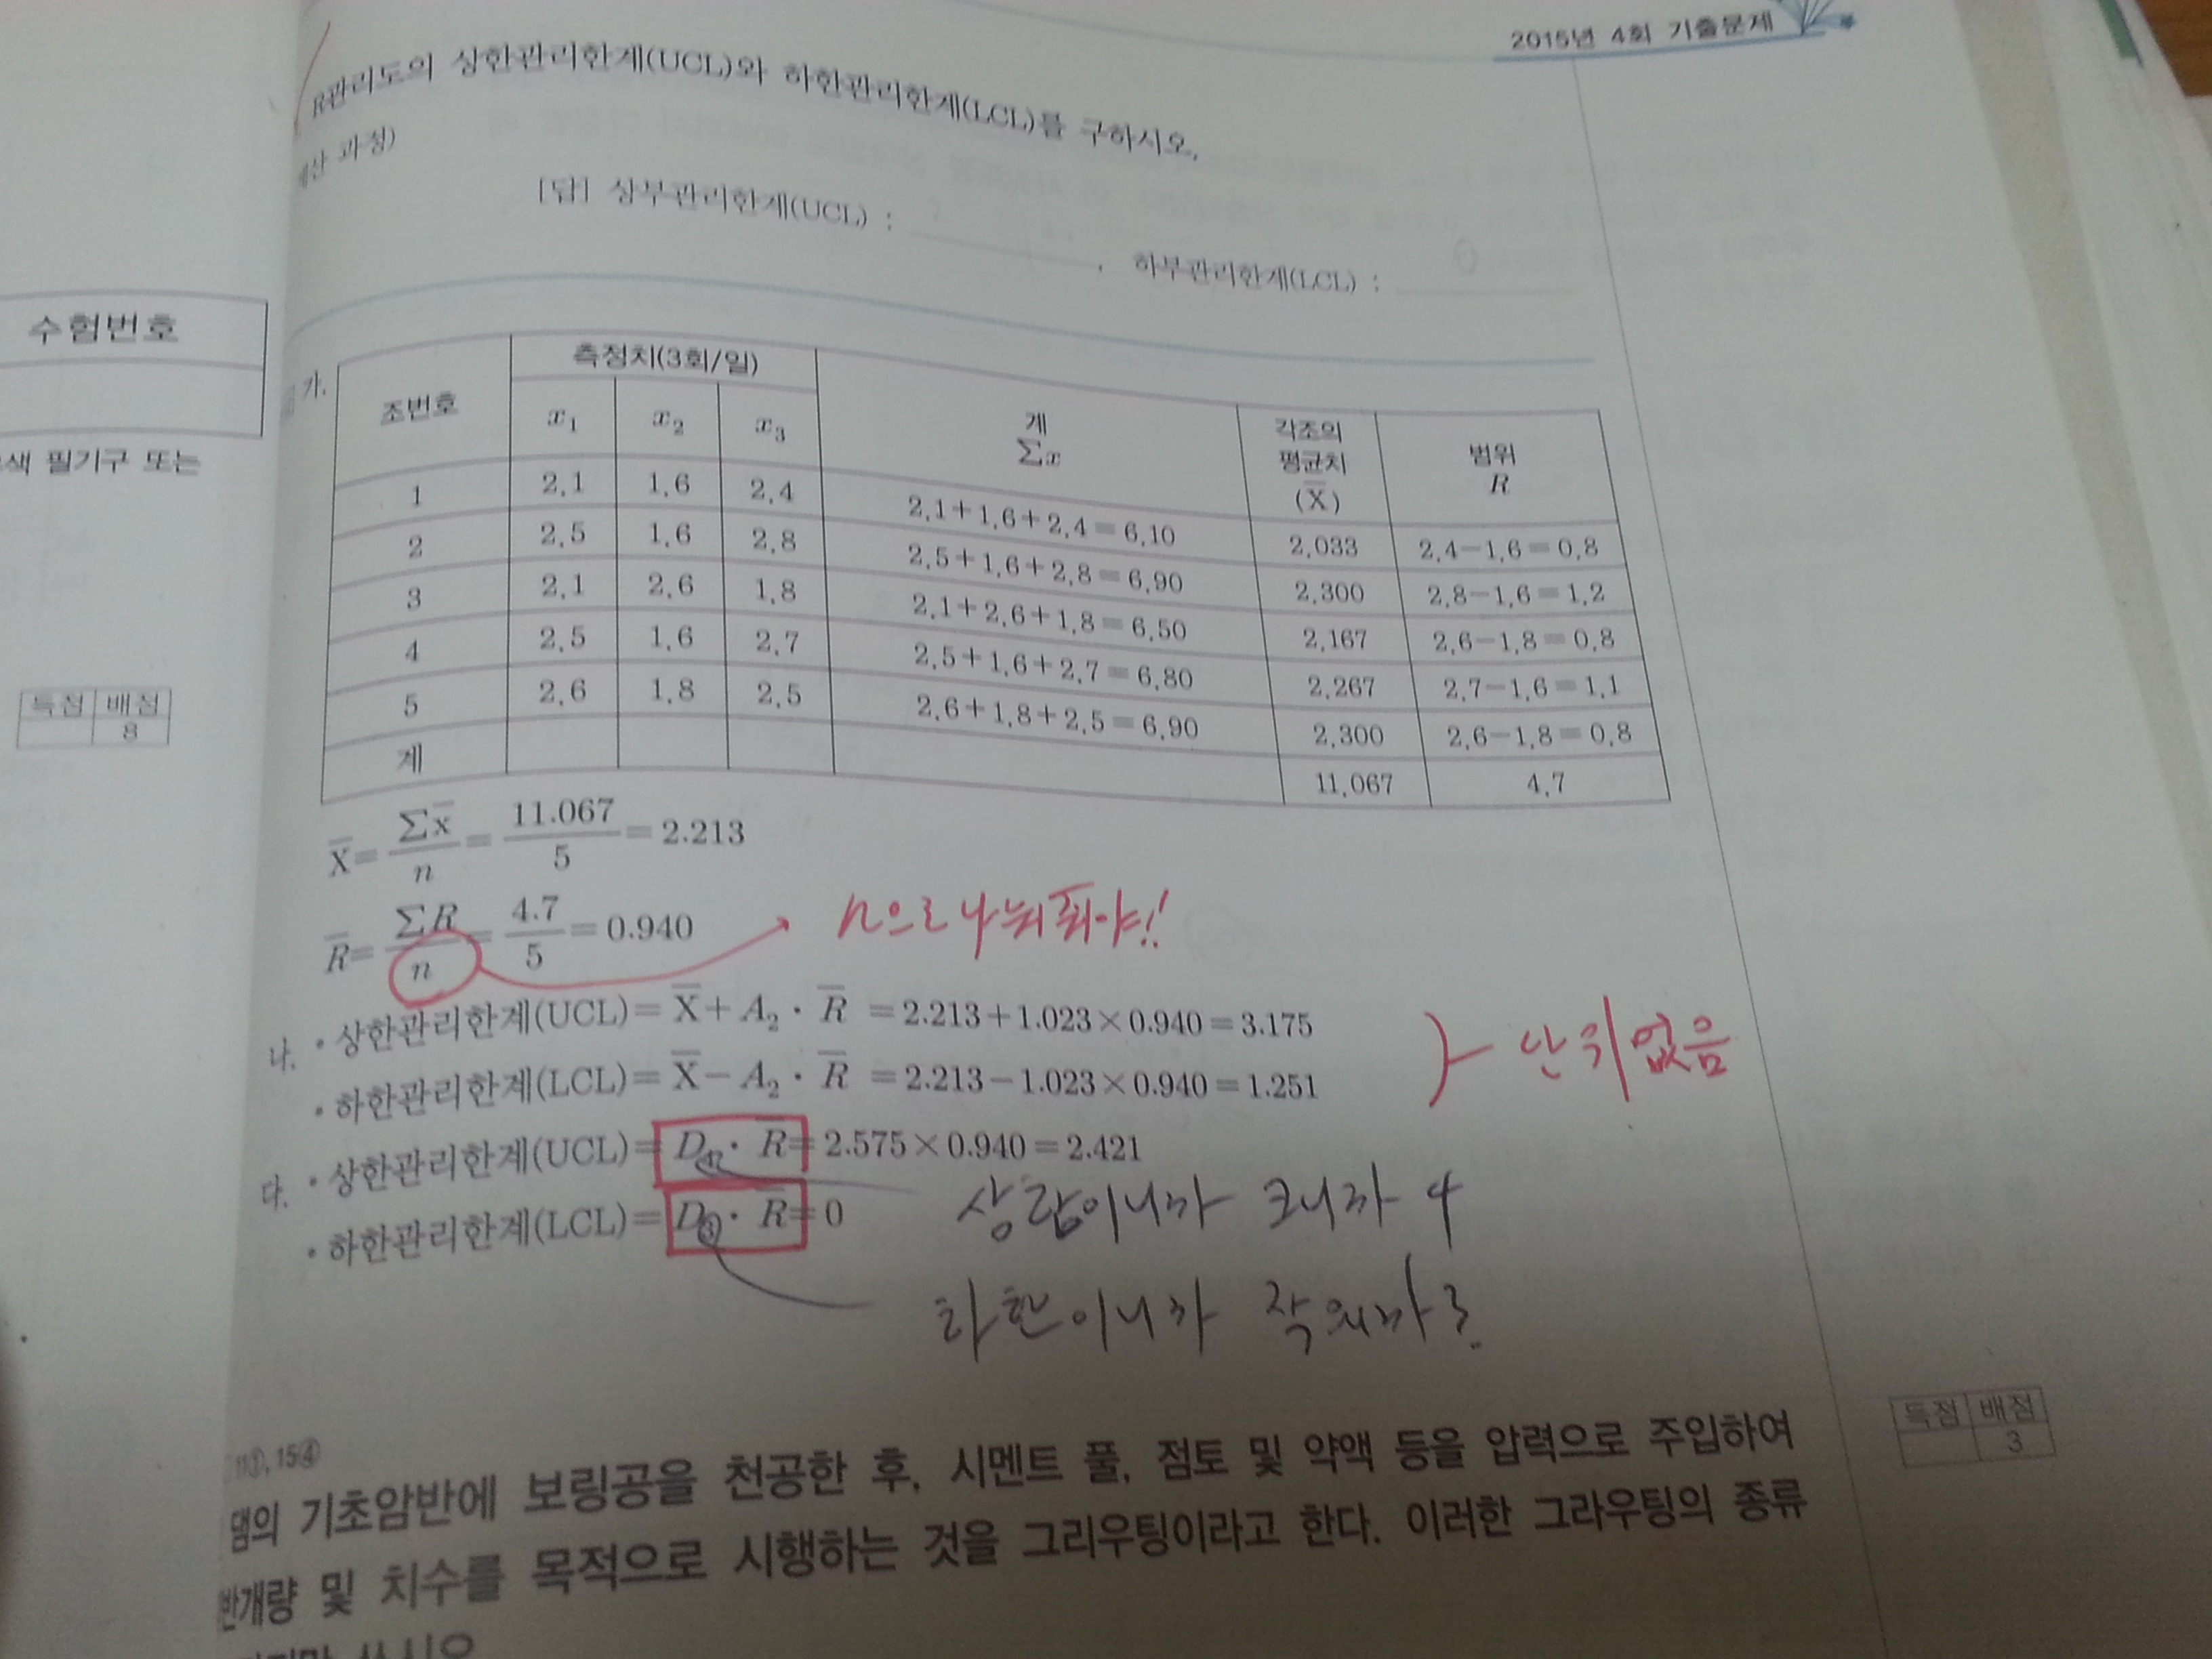 2015년 4회 기출문제
R관리도의 상한관리한계(UCL)와 하한관리한계(LCL)를 구하시오.
산 과정)
[답] 상부관리한계(UCL) : , 하부관리한계(LCL) :
수험번호
색 필기구 또는
득점 배점
8
가.
조번호 측정치(3회/일) 계 Σx 각조의 평균치 (X̄) 범위 R
x₁ x₂ x₃
1 2.1 1.6 2.4 2.1+1.6+2.4=6.10 2.033 2.4-1.6=0.8
2 2.5 1.6 2.8 2.5+1.6+2.8=6.90 2.300 2.8-1.6=1.2
3 2.1 2.6 1.8 2.1+2.6+1.8=6.50 2.167 2.6-1.8=0.8
4 2.5 1.6 2.7 2.5+1.6+2.7=6.80 2.267 2.7-1.6=1.1
5 2.6 1.8 2.5 2.6+1.8+2.5=6.90 2.300 2.6-1.8=0.8
계 11.067 4.7
X̄= Σx̄/n = 11.067/5 =2.213
R̄= ΣR/n = 4.7/5 =0.940
n으로 나눠줘야!!
나. • 상한관리한계(UCL)=X̄+A₂·R̄ =2.213+1.023×0.940=3.175
• 하한관리한계(LCL)=X̄-A₂·R̄ =2.213-1.023×0.940=1.251
단위없음
다. • 상한관리한계(UCL)=D₄·R̄=2.575×0.940=2.421
• 하한관리한계(LCL)=D₃·R̄=0
상한이니까 크니까 4
하한이니까 작으니까 3.
15④
댐의 기초암반에 보링공을 천공한 후, 시멘트 풀, 점토 및 약액 등을 압력으로 주입하여
반개량 및 치수를 목적으로 시행하는 것을 그리우팅이라고 한다. 이러한 그라우팅의 종류
쓰시오
득점 배점
3